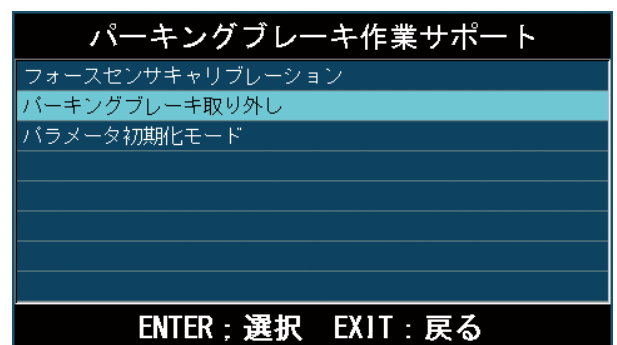 パーキングブレーキ作業サポート
フォースセンサキャリブレーション
パーキングブレーキ取り外し
パラメータ初期化モード
ENTER：選択　EXIT：戻る